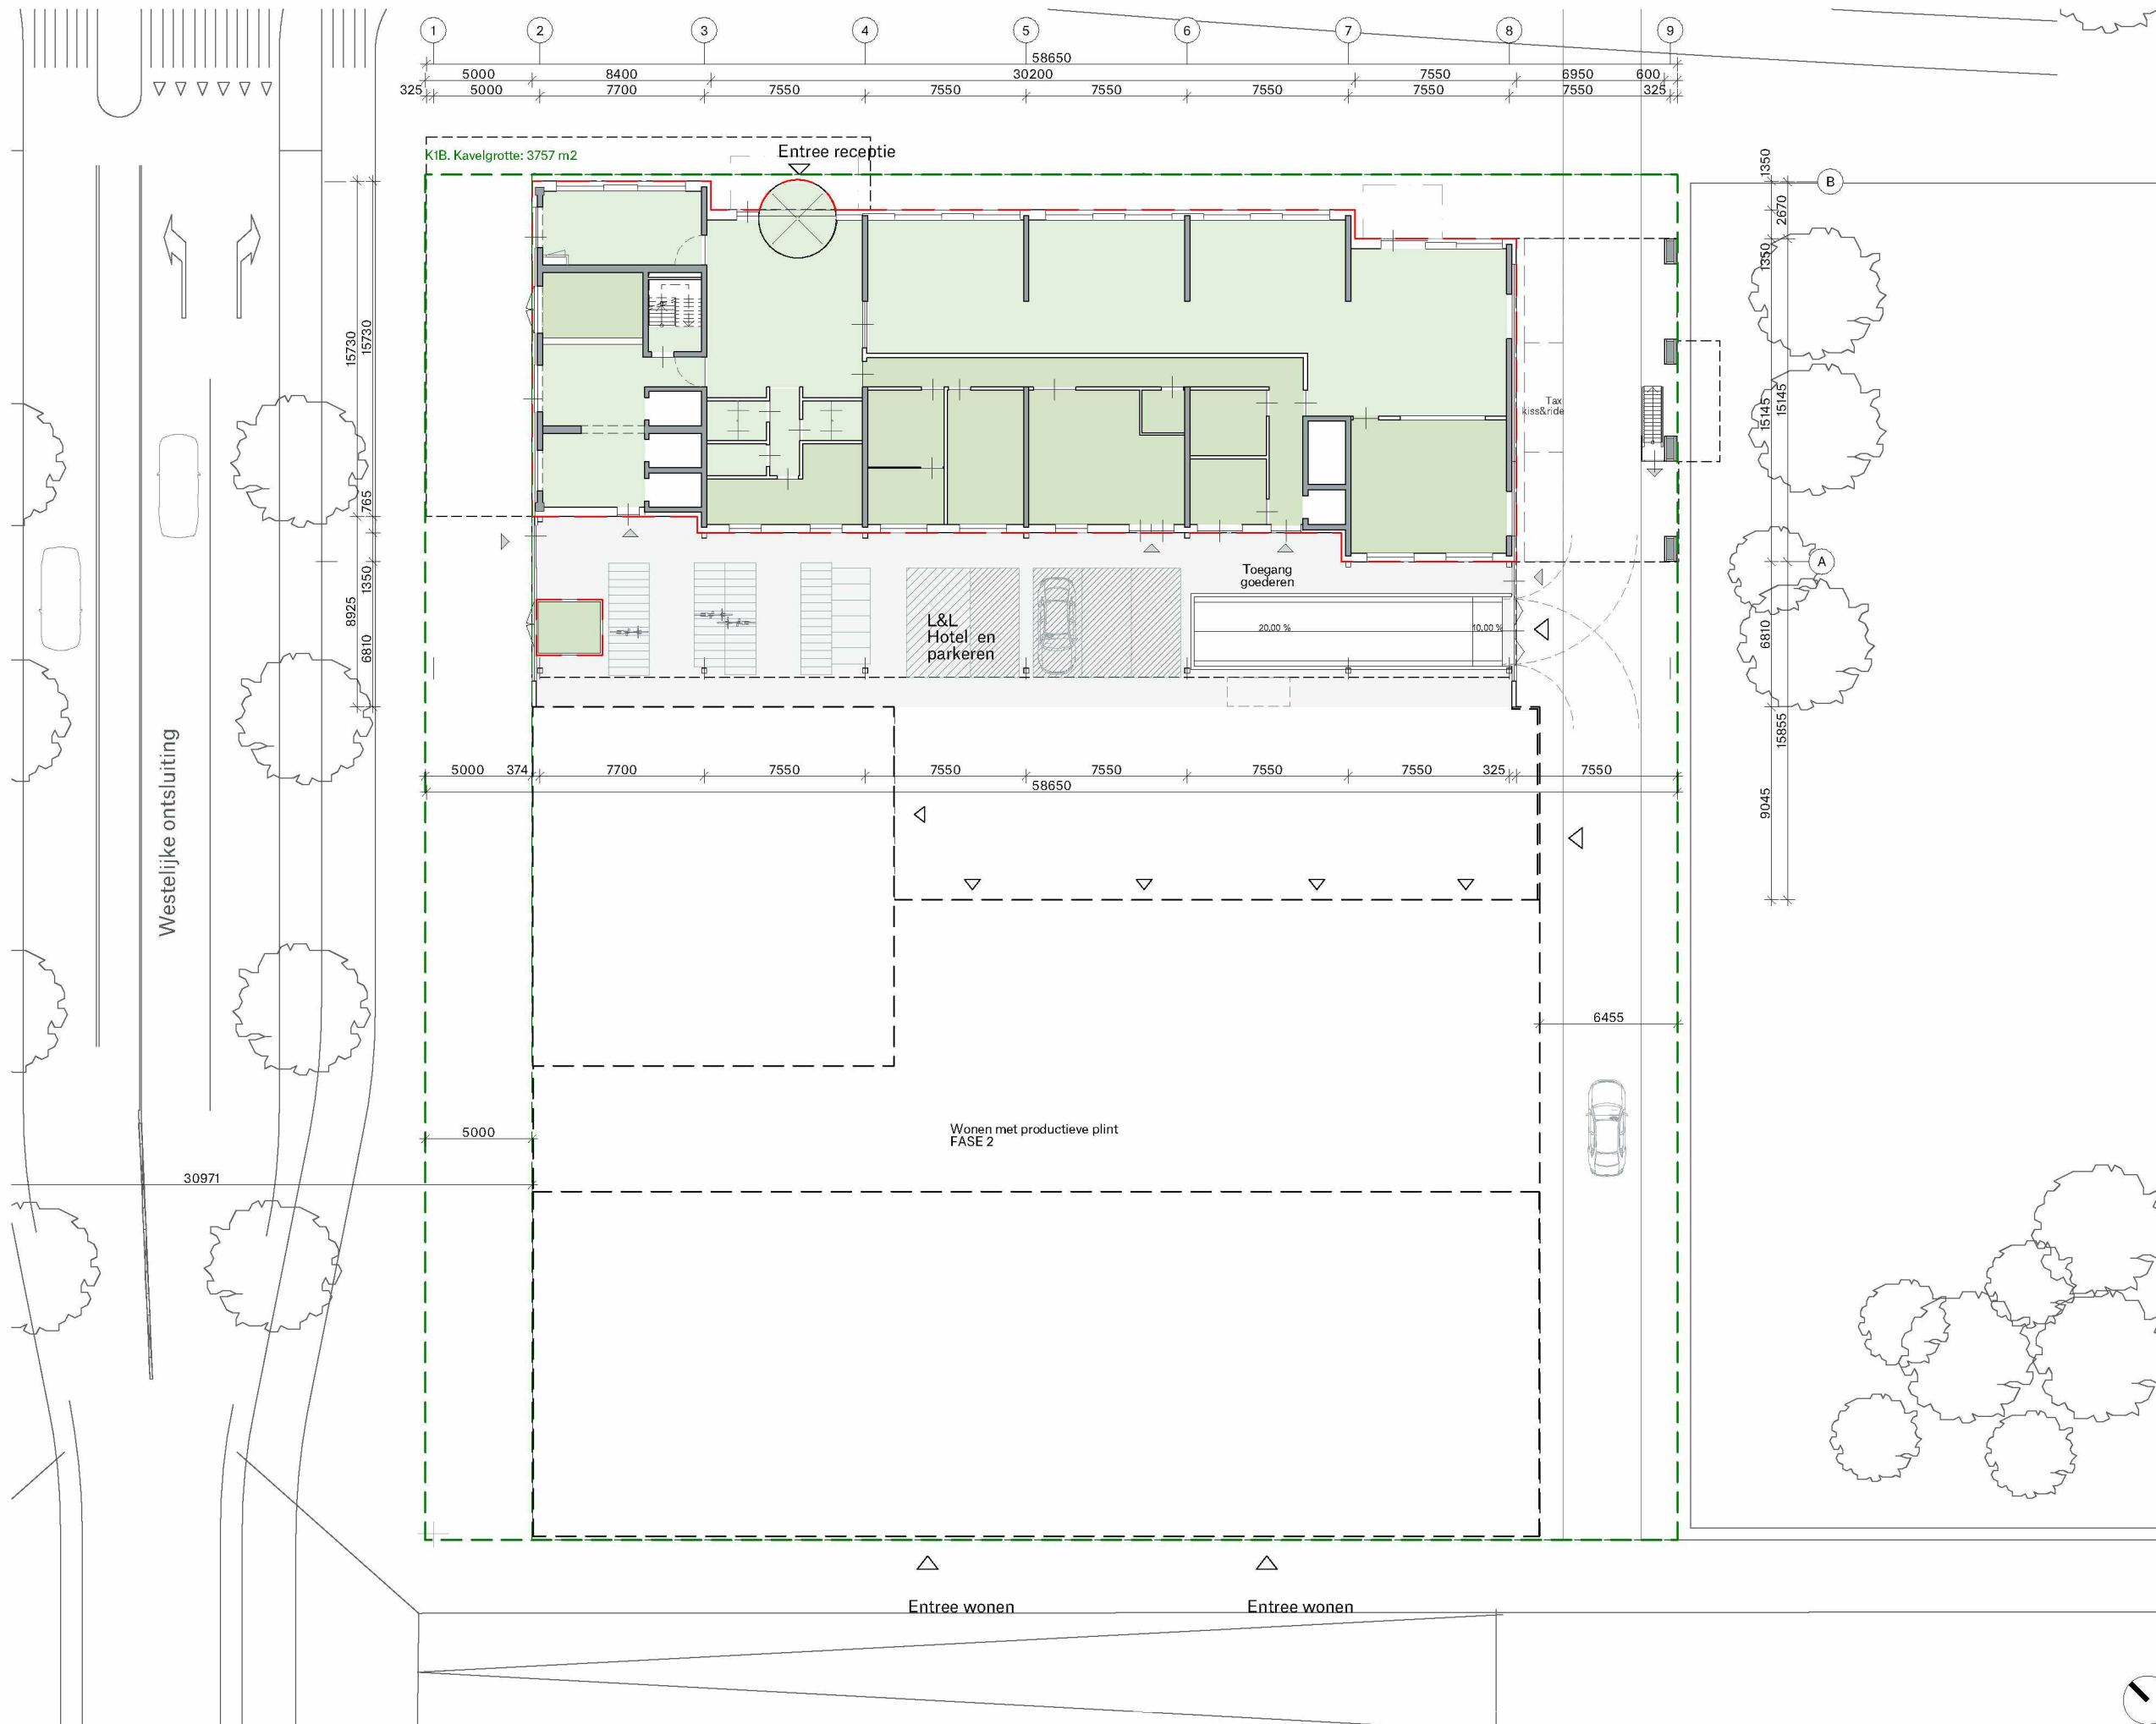 1 2 3 4 5 6 7 8 9
58650
5000 8400 30200 7550 6950 600
325 5000 7700 7550 7550 7550 7550 7550 7550 325
K1B. Kavelgrotte: 3757 m2
Entree receptie
B
1350
2670
1350
15145
15145
15730
15730
765
Tax
kiss&ride
A
Toegang
goederen
1350
8925
6810
6810
L&L
Hotel en
parkeren
20.00 %
10.00 %
15855
9045
5000 374 7700 7550 7550 7550 7550 7550 325 7550
58650
Westelijke ontsluiting
6455
Wonen met productieve plint
FASE 2
5000
30971
Entree wonen
Entree wonen